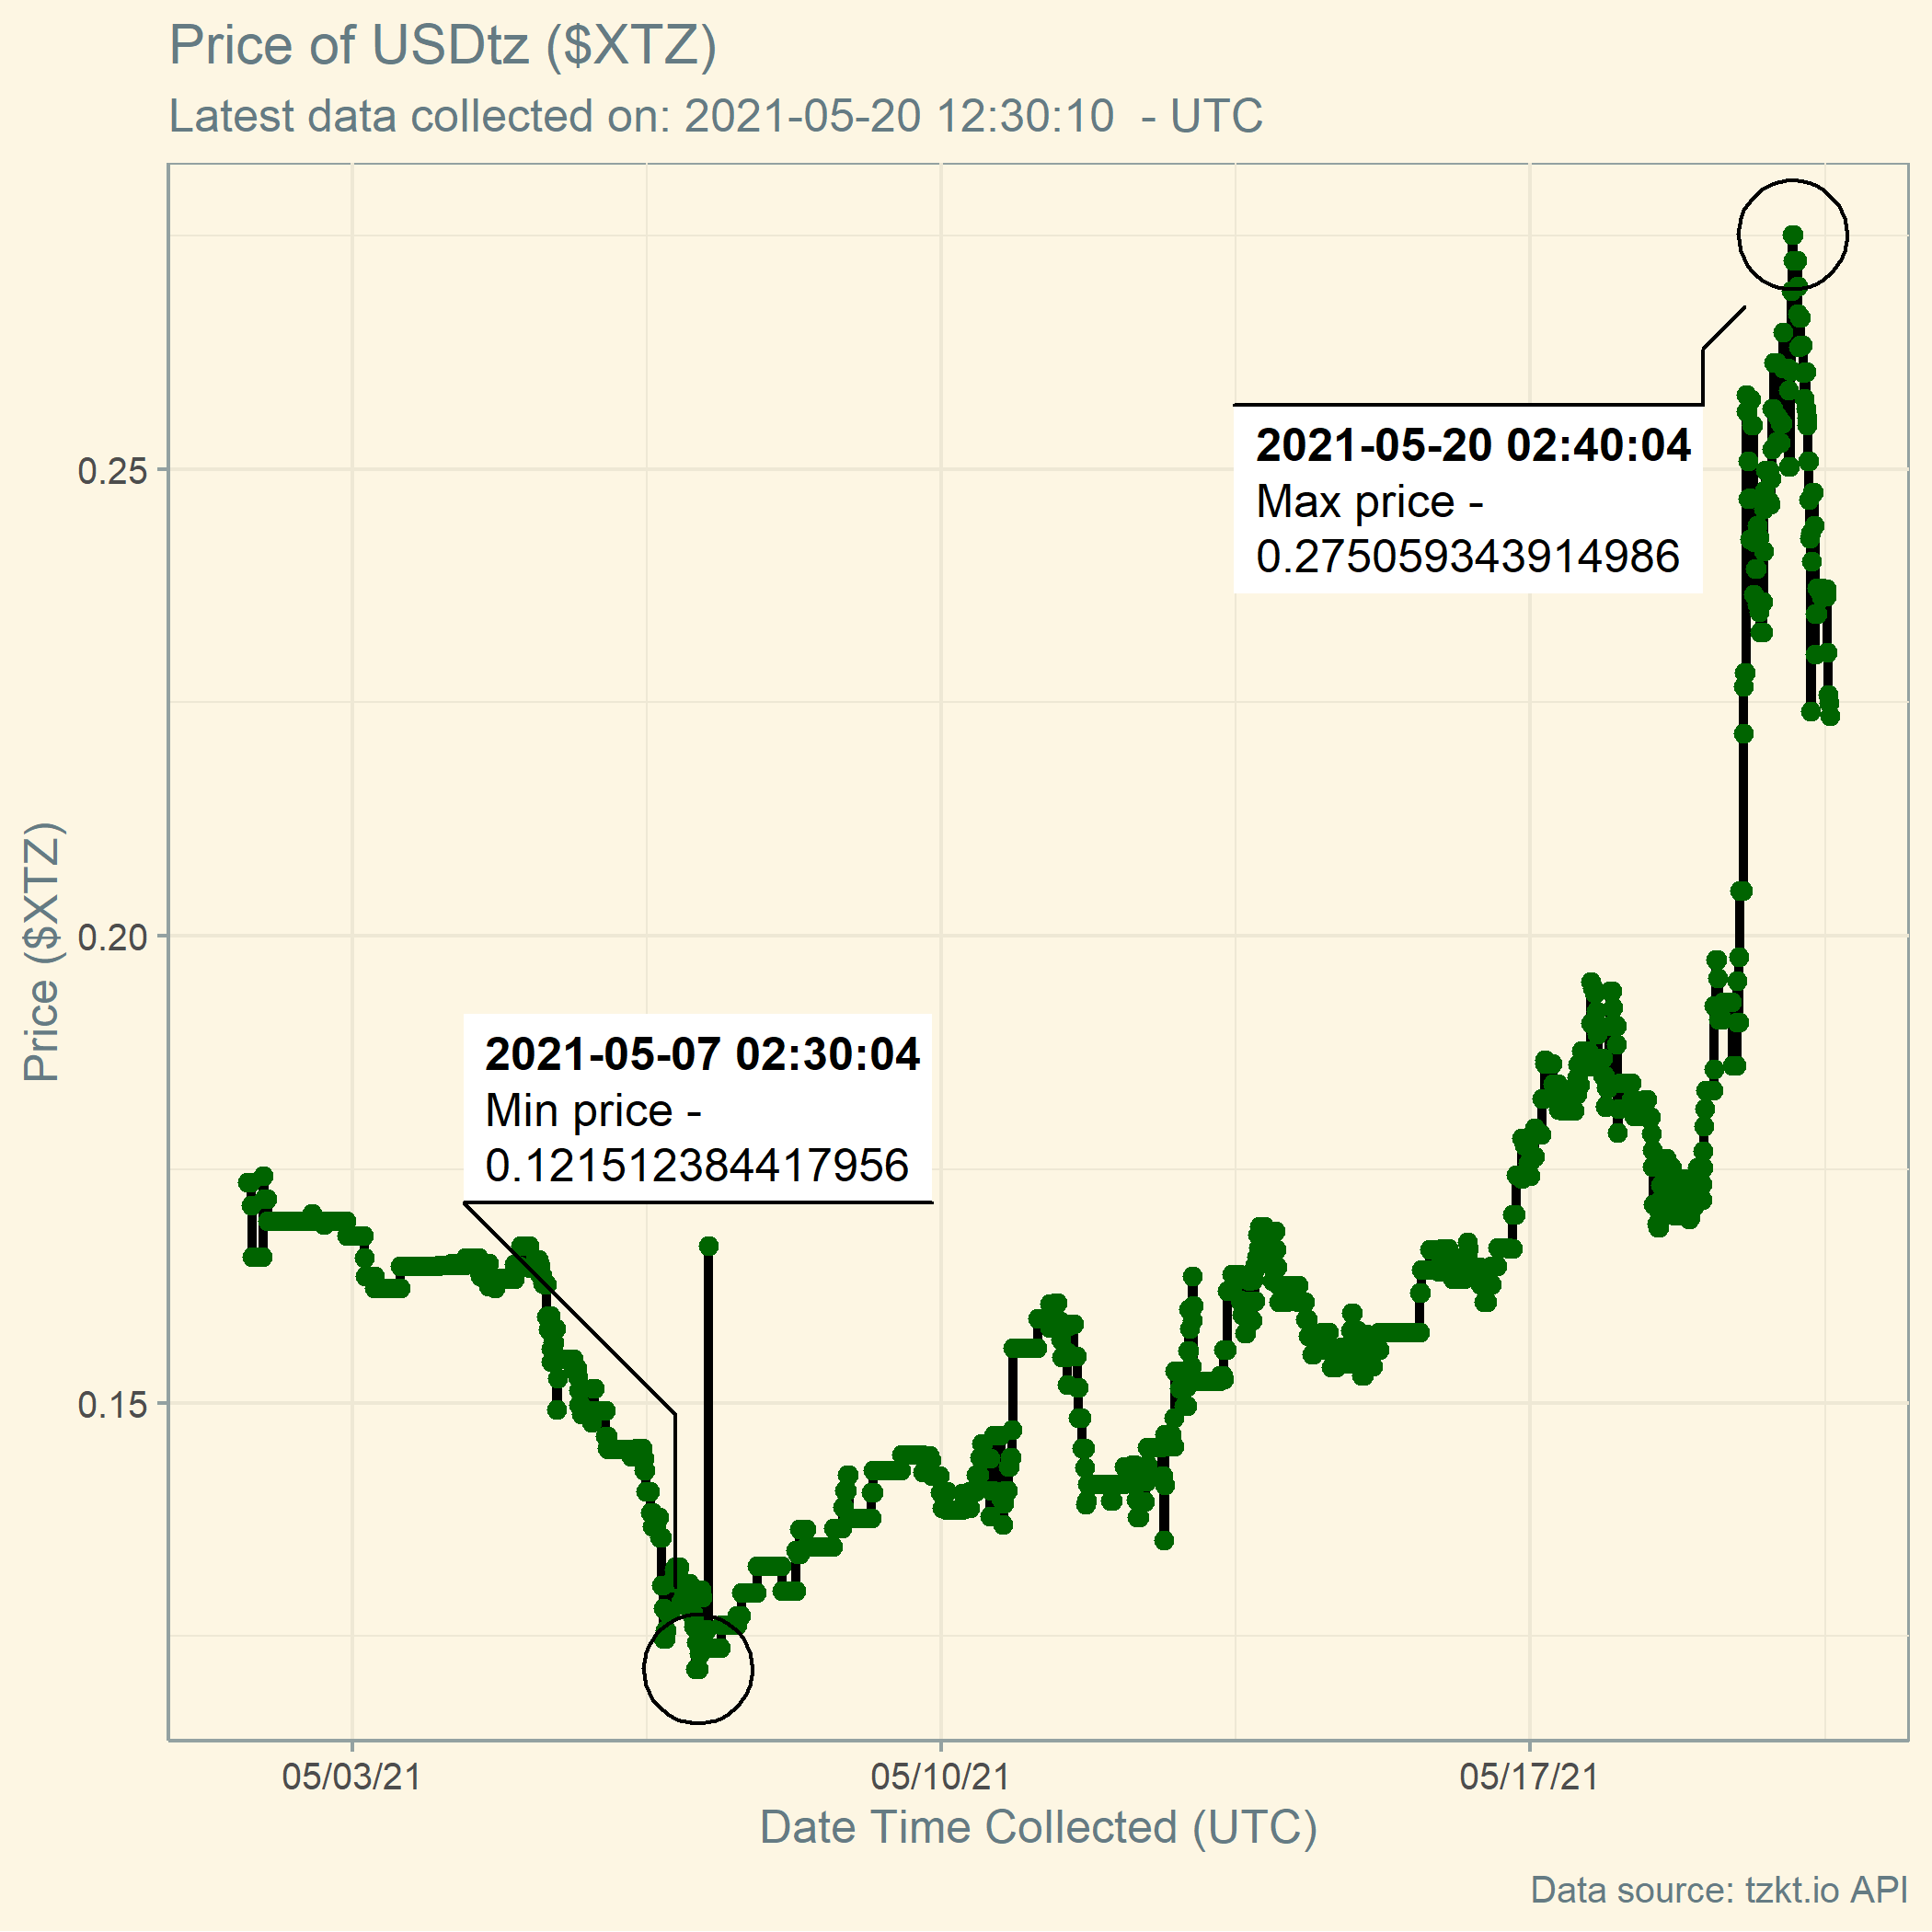 Price of USDtz ($XTZ)
Latest data collected on: 2021-05-20 12:30:10  - UTC
2021-05-20 02:40:04
Max price -
0.275059343914986
2021-05-07 02:30:04
Min price -
0.121512384417956
Price ($XTZ)
0.25
0.20
0.15
05/03/21
05/10/21
05/17/21
Date Time Collected (UTC)
Data source: tzkt.io API